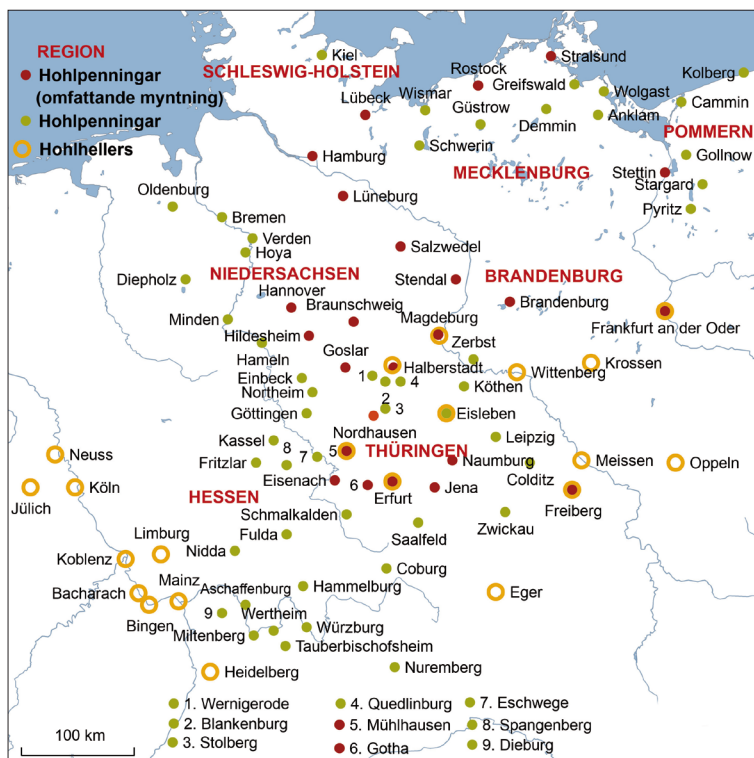 REGION
Hohlpenningar
(omfattande myntning)
Hohlpenningar
Hohlhellers
Kiel
SCHLESWIG-HOLSTEIN
Stralsund
Rostock
Greifswald
Kolberg
Wismar
Wolgast
Cammin
Lübeck
Güstrow
Demmin
Anklam
POMMERN
Schwerin
Hamburg
MECKLENBURG
Gollnow
Stettin
Stargard
Oldenburg
Lüneburg
Pyritz
Bremen
Verden
Hoya
Salzwedel
Diepholz
NIEDERSACHSEN
Stendal
BRANDENBURG
Hannover
Braunschweig
Brandenburg
Minden
Magdeburg
Frankfurt an der Oder
Hildesheim
Zerbst
Goslar
Hameln
Halberstadt
Krossen
Wittenberg
Einbeck
1
4
Köthen
Northeim
2
Göttingen
3
Eisleben
Nordhausen
Kassel
Leipzig
8
5
THÜRINGEN
Neuss
Fritzlar
7
Naumburg
Meissen
Oppeln
Eisenach
6
Colditz
Köln
Jülich
HESSEN
Erfurt
Jena
Freiberg
Schmalkalden
Zwickau
Limburg
Fulda
Saalfeld
Koblenz
Nidda
Coburg
Mainz
Aschaffenburg
Hammelburg
Bacharach
Eger
9
Wertheim
Bingen
Würzburg
Miltenberg
Tauberbischofsheim
Heidelberg
Nuremberg
1. Wernigerode
2. Blankenburg
3. Stolberg
4. Quedlinburg
5. Mühlhausen
6. Gotha
7. Eschwege
8. Spangenberg
9. Dieburg
100 km